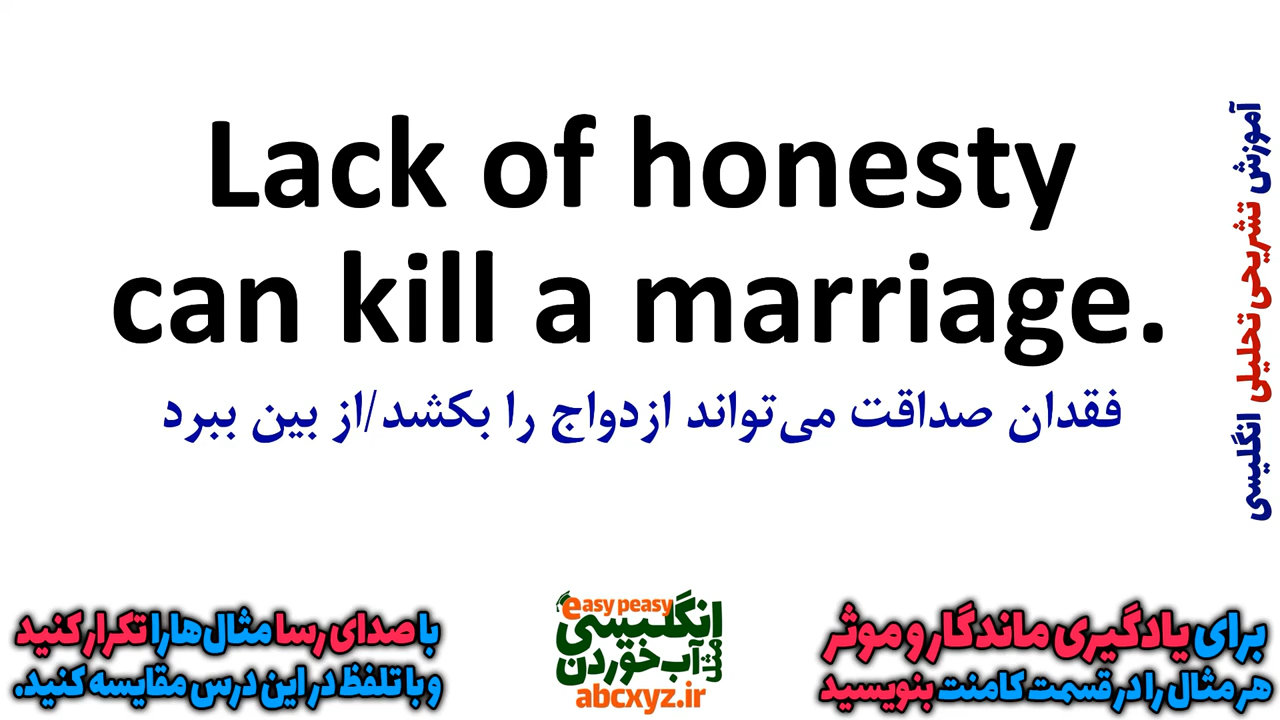 Lack of honesty
can kill a marriage.
فقدان صداقت می‌تواند ازدواج را بکشد/از بین ببرد
آموزش تشریحی تحلیلی انگلیسی
برای یادگیری ماندگار و موثر
هر مثال را در قسمت کامنت بنویسید
easy peasy
انگلیسی
مثل آب خوردن
abcxyz.ir
با صدای رسا مثال‌ها را تکرار کنید
و با تلفظ در این درس مقایسه کنید.